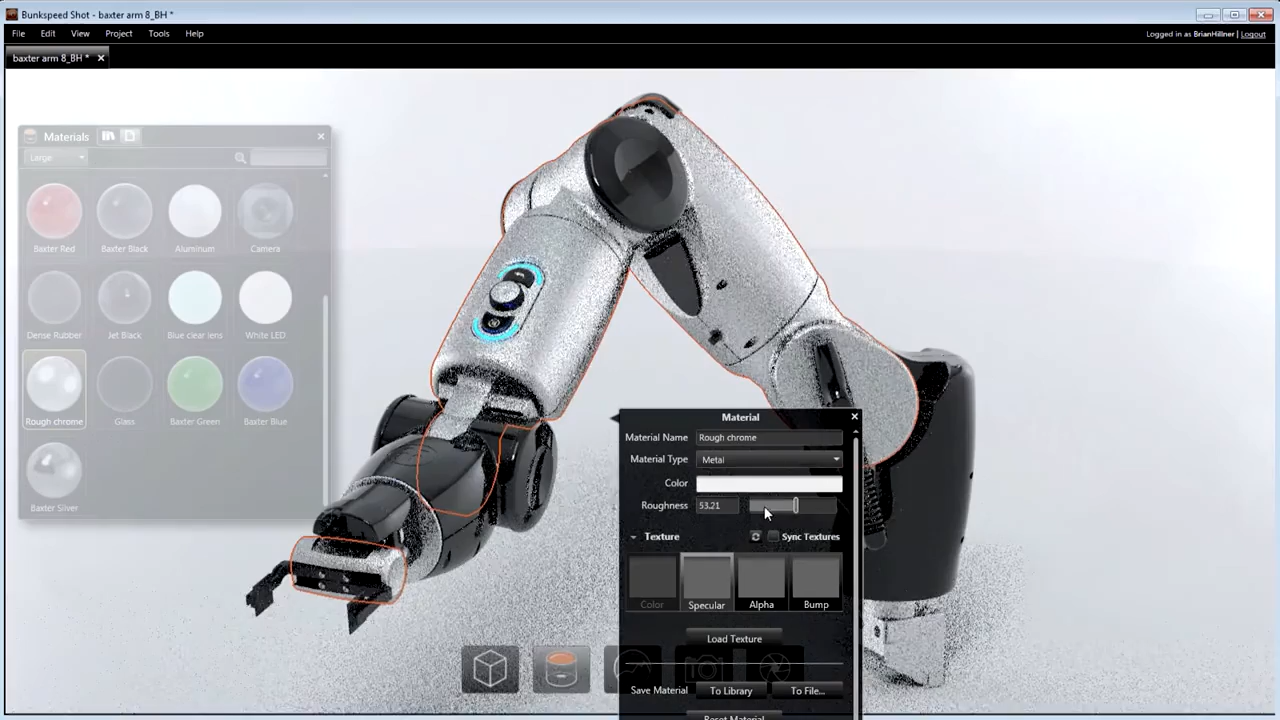 Bunkspeed Shot - baxter arm 8_BH *
File Edit View Project Tools Help
Logged in as BrianHillner | Logout
baxter arm 8_BH *
Materials
Large
Baxter Red Baxter Black Aluminum Camera
Dense Rubber Jet Black Blue clear lens White LED
Rough chrome Glass Baxter Green Baxter Blue
Baxter Silver
Material
Material Name Rough chrome
Material Type Metal
Color
Roughness 53.21
Texture Sync Textures
Color Specular Alpha Bump
Load Texture
Save Material To Library To File...
Reset Material